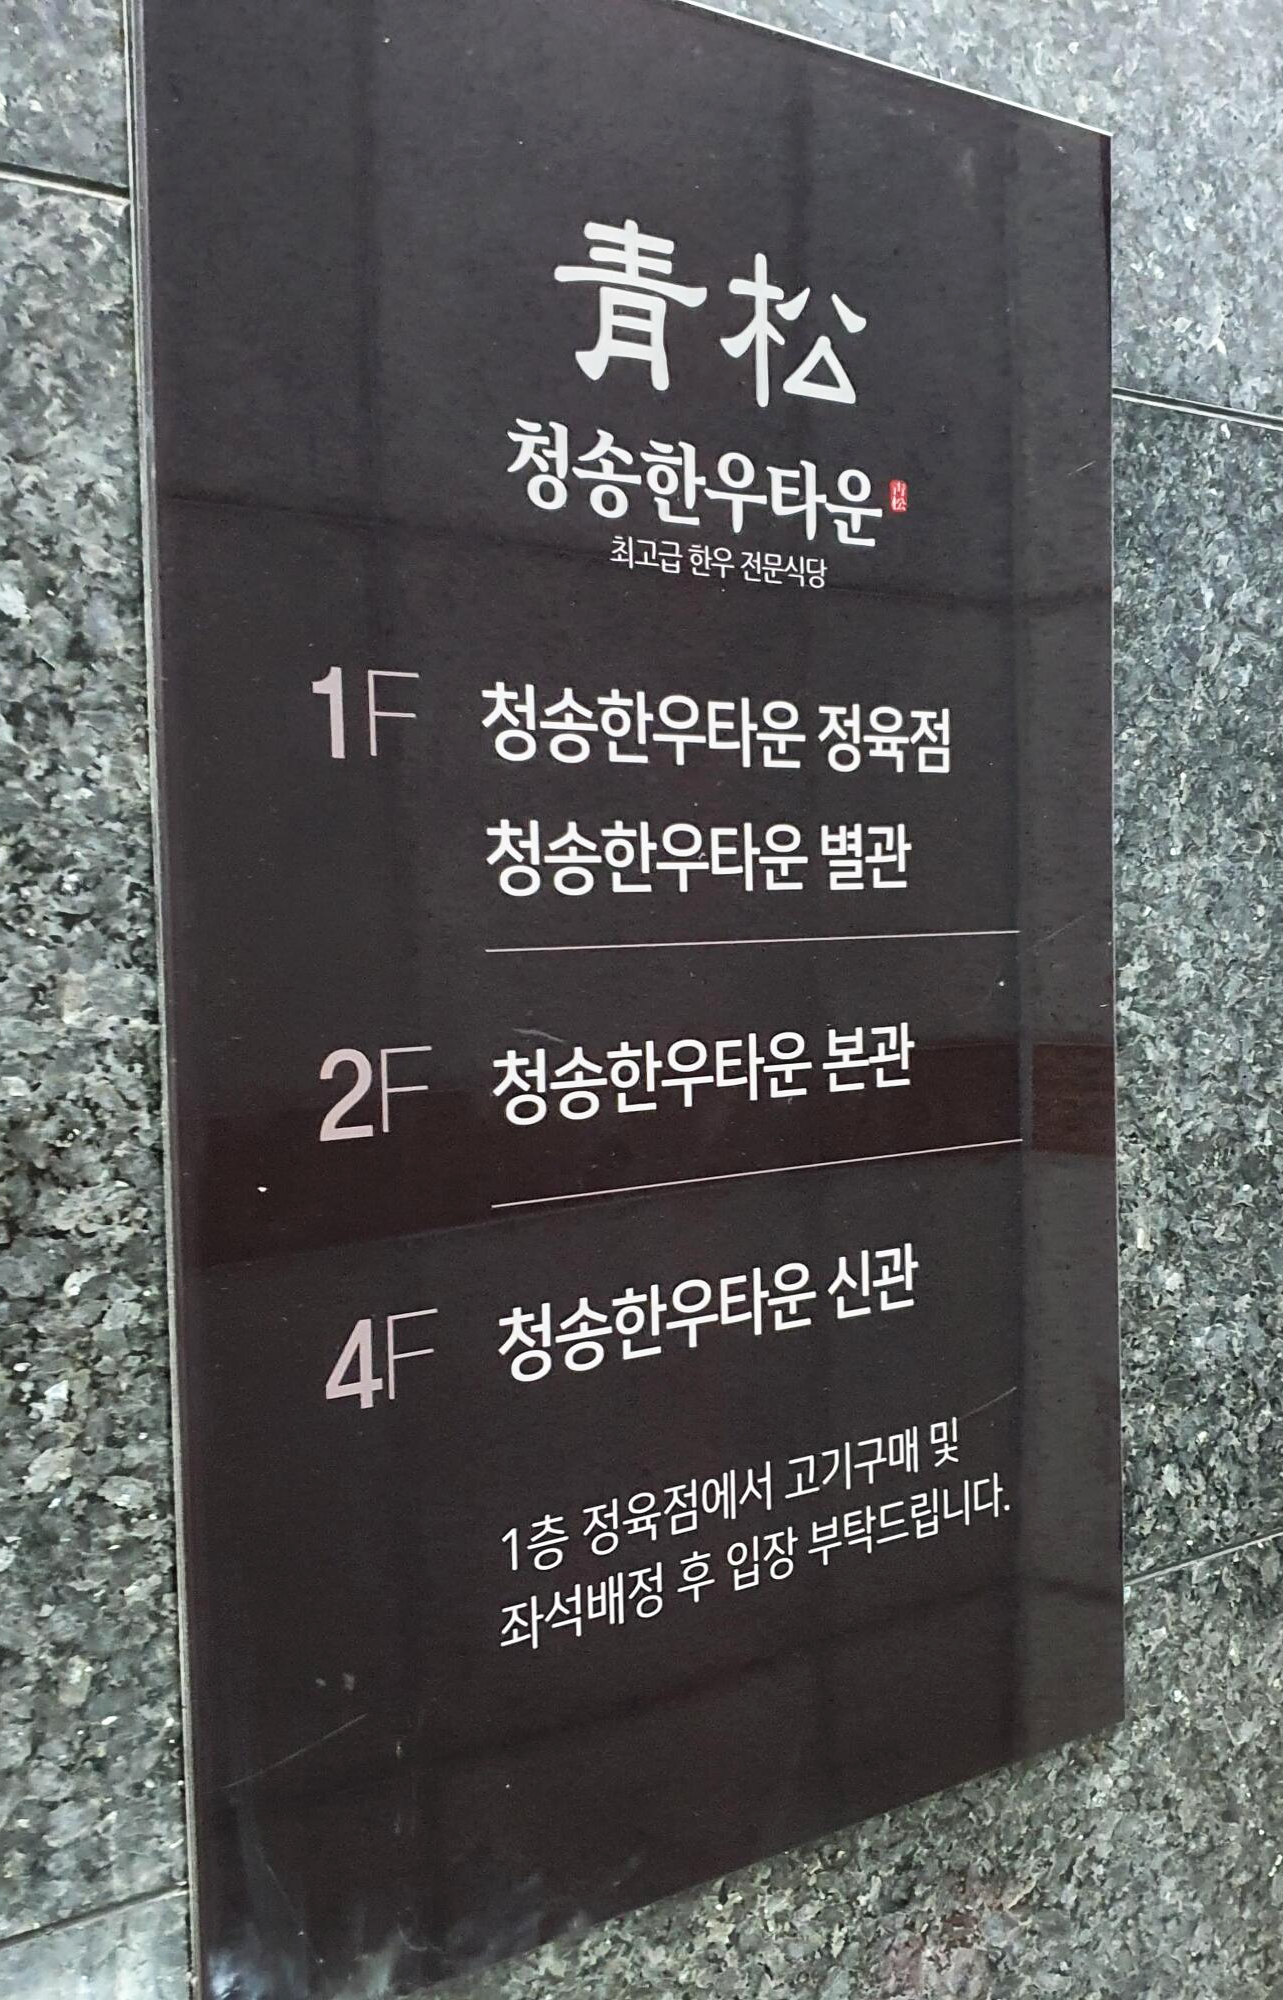 青松
청송한우타운
최고급 한우 전문식당
1F 청송한우타운 정육점
청송한우타운 별관
2F 청송한우타운 본관
4F 청송한우타운 신관
1층 정육점에서 고기구매 및
좌석배정 후 입장 부탁드립니다.